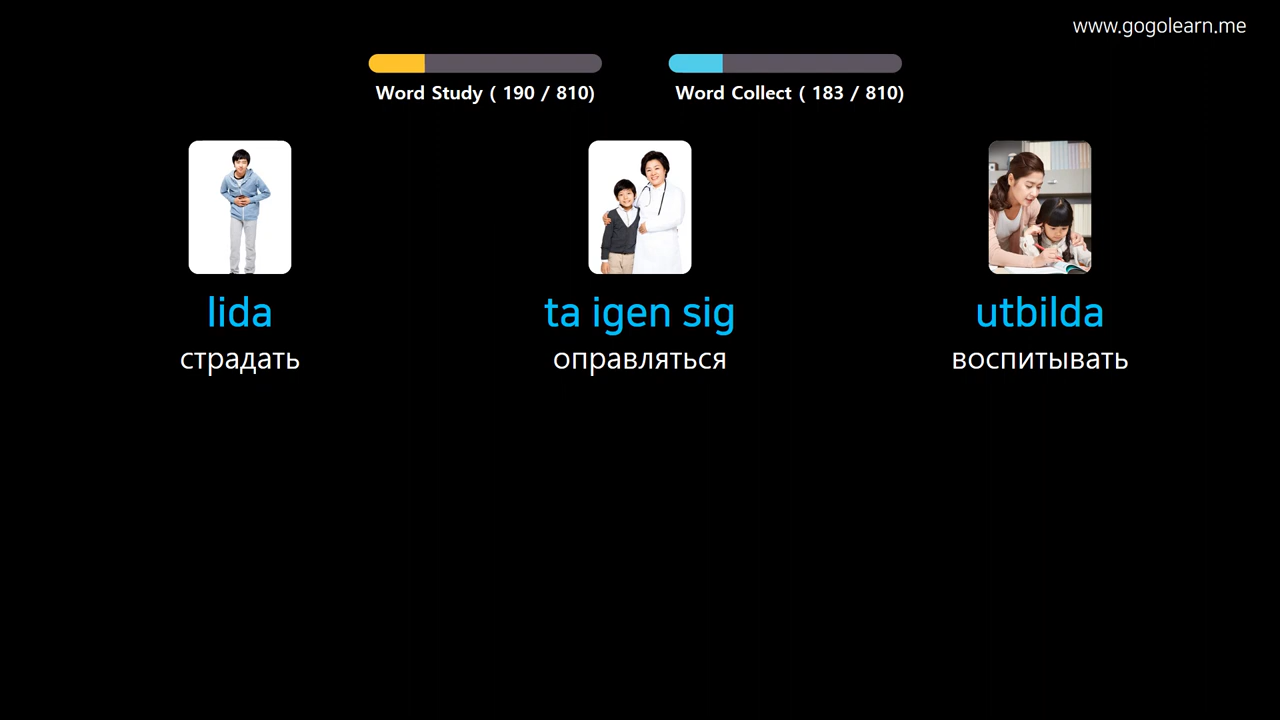 www.gogolearn.me
Word Study ( 190 / 810)
Word Collect ( 183 / 810)
lida
ta igen sig
utbilda
страдать
оправляться
воспитывать